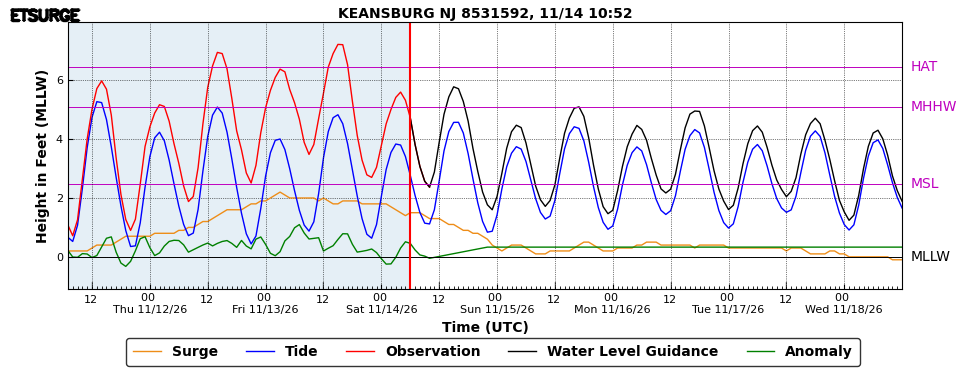 ETSURGE
KEANSBURG NJ 8531592, 11/14 10:52
Height in Feet (MLLW)
6
4
2
0
HAT
MHHW
MSL
MLLW
12 00 12 00 12 00 12 00 12 00 12 00 12 00
Thu 11/12/26 Fri 11/13/26 Sat 11/14/26 Sun 11/15/26 Mon 11/16/26 Tue 11/17/26 Wed 11/18/26
Time (UTC)
Surge Tide Observation Water Level Guidance Anomaly